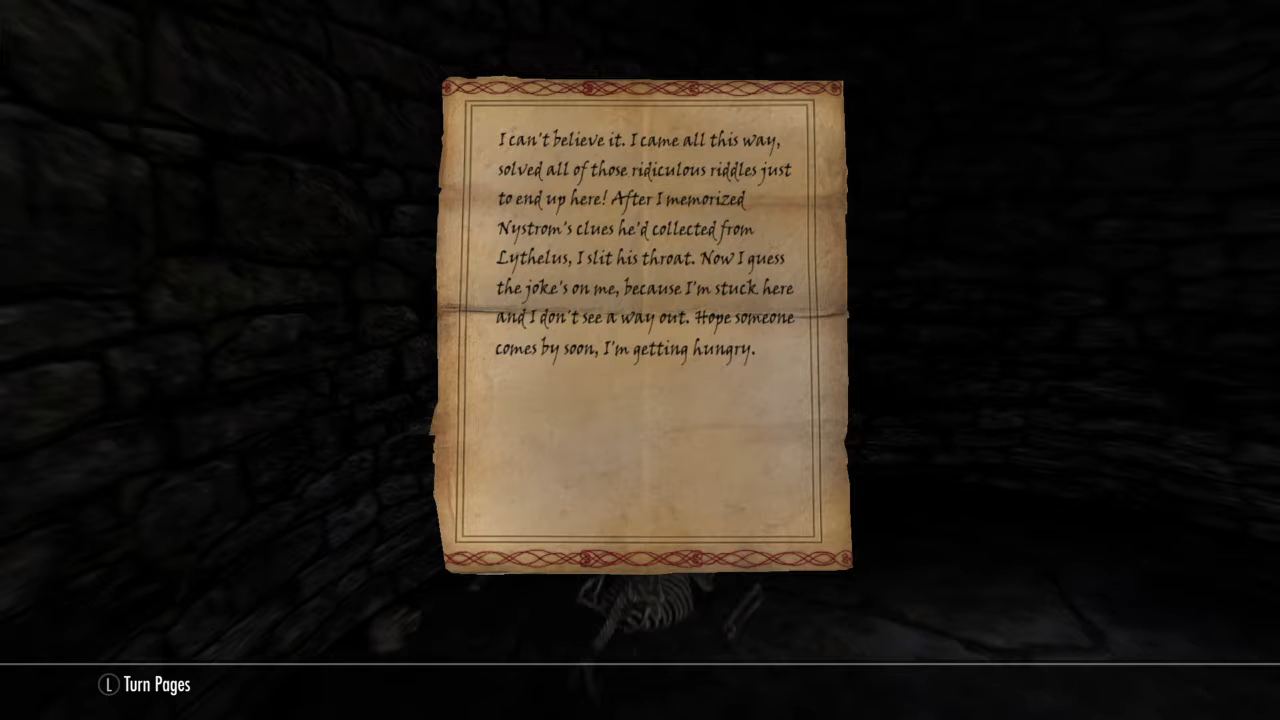 I can't believe it. I came all this way,
solved all of those ridiculous riddles just
to end up here! After I memorized
Nystrom's clues he'd collected from
Lythelus, I slit his throat. Now I guess
the joke's on me, because I'm stuck here
and I don't see a way out. Hope someone
comes by soon, I'm getting hungry.
L Turn Pages